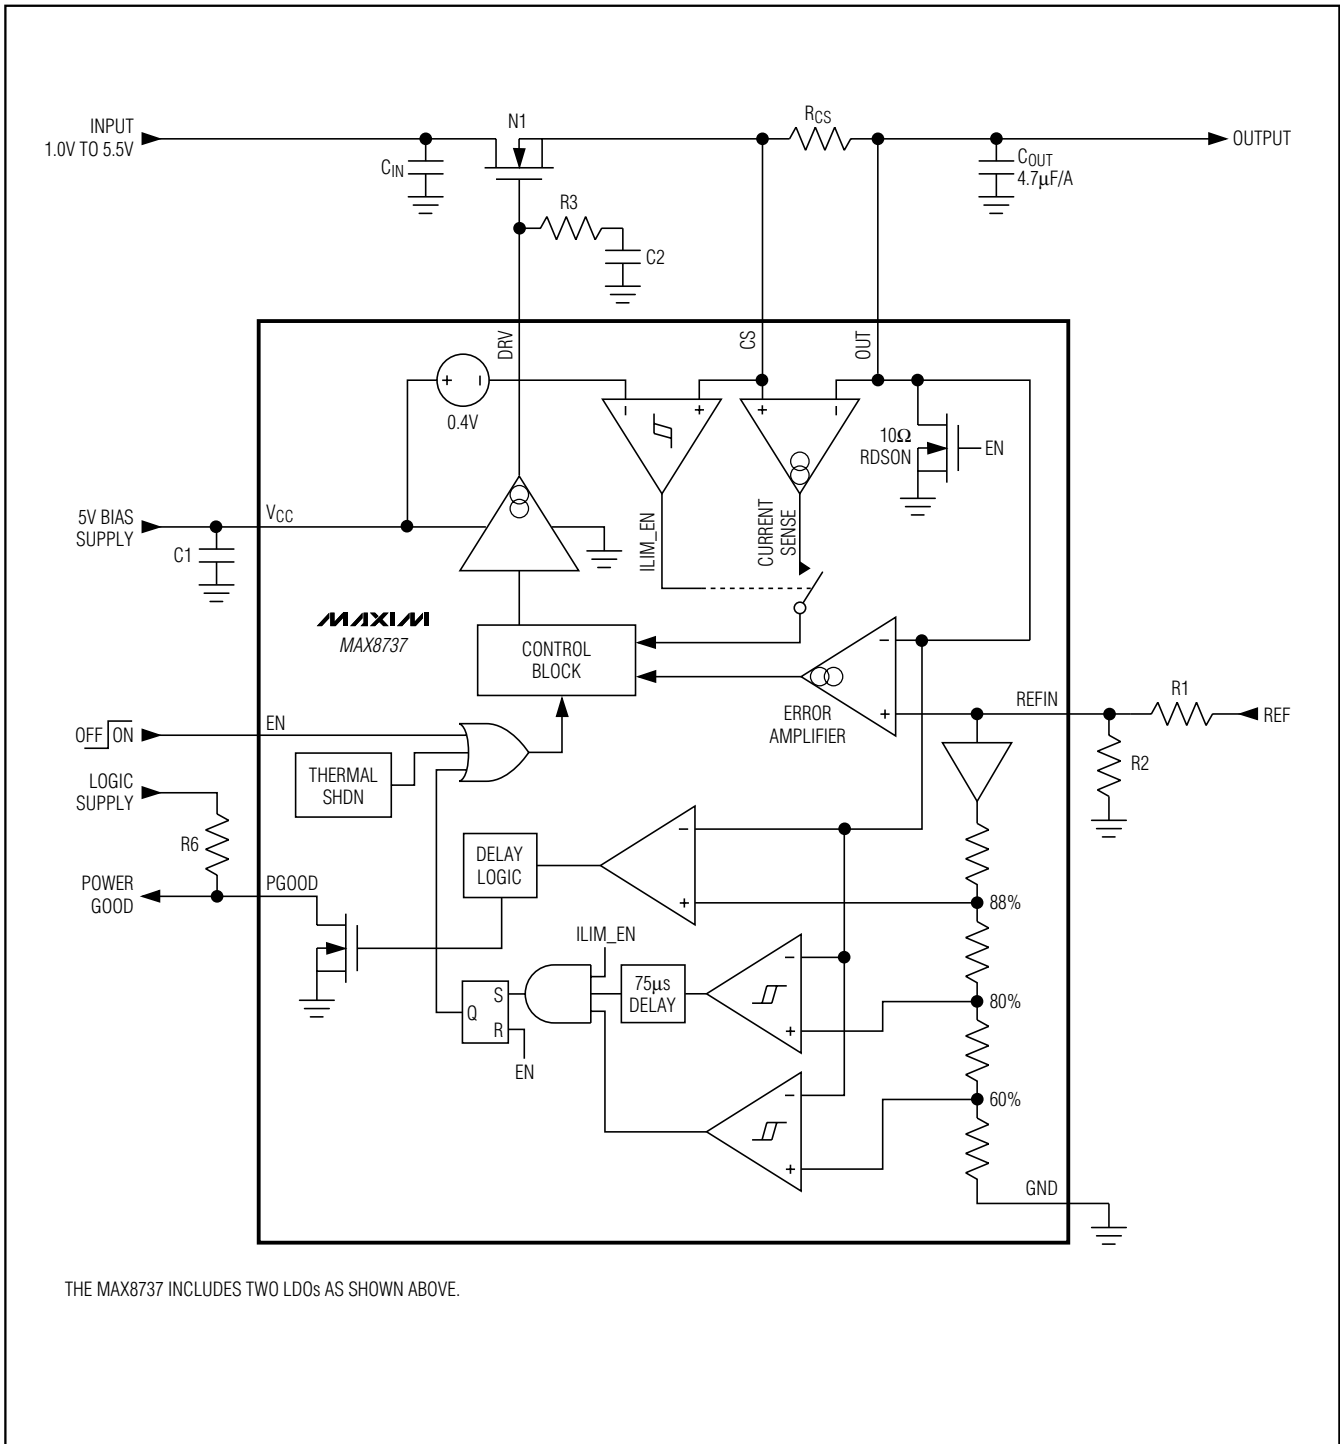 N1
RCS
INPUT
1.0V TO 5.5V
OUTPUT
CIN
COUT
4.7µF/A
R3
C2
DRV
CS
OUT
+
–
0.4V
–
+
+
–
10Ω
RDSON
EN
5V BIAS
SUPPLY
VCC
C1
ILIM_EN
CURRENT
SENSE
MAXIM
MAX8737
CONTROL
BLOCK
–
+
ERROR
AMPLIFIER
REFIN
R1
REF
R2
OFF ON
EN
THERMAL
SHDN
LOGIC
SUPPLY
R6
POWER
GOOD
PGOOD
DELAY
LOGIC
–
+
88%
ILIM_EN
75µs
DELAY
–
+
80%
S
Q
R
EN
–
+
60%
GND
THE MAX8737 INCLUDES TWO LDOs AS SHOWN ABOVE.